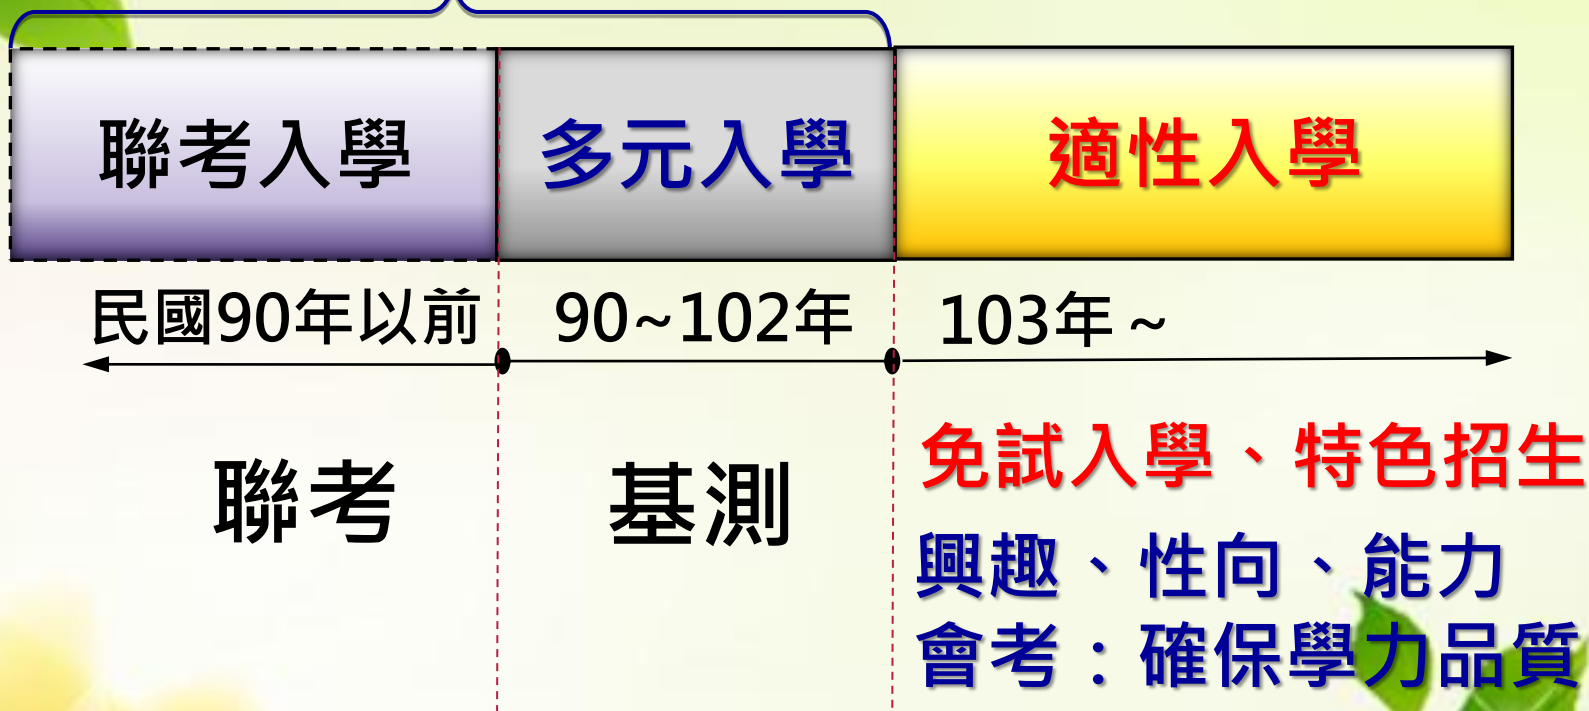 聯考入學 多元入學 適性入學
民國90年以前 90~102年 103年~
聯考 基測
免試入學、特色招生
興趣、性向、能力
會考：確保學力品質